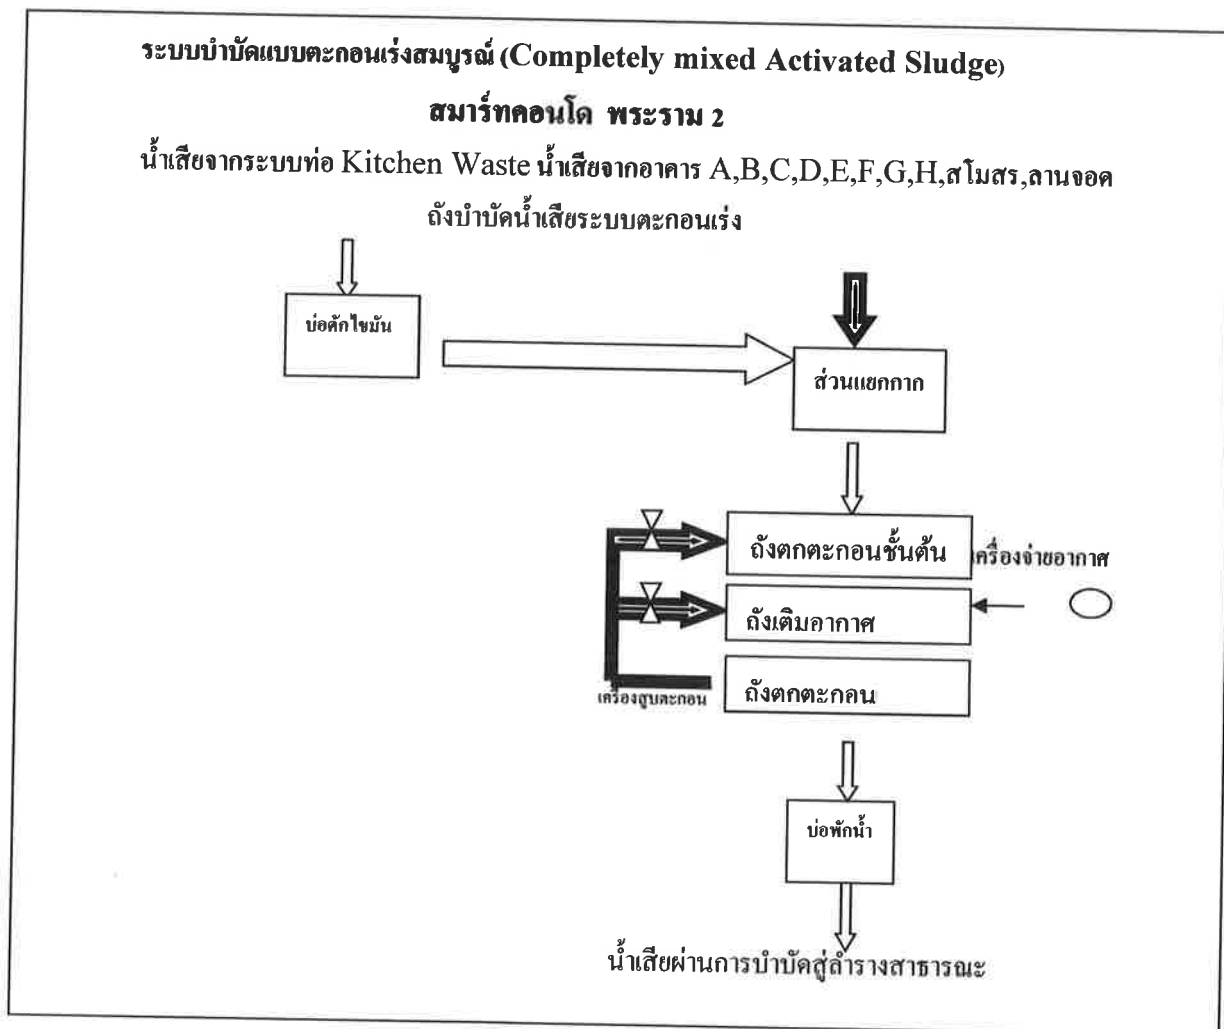 ระบบบำบัดแบบตะกอนเร่งสมบูรณ์ (Completely mixed Activated Sludge)
สมาร์ทคอนโด พระราม 2
น้ำเสียจากระบบท่อ Kitchen Waste น้ำเสียจากอาคาร A,B,C,D,E,F,G,H,สโมสร,ลานจอด
ถังบำบัดน้ำเสียระบบตะกอนเร่ง
บ่อดักไขมัน
ส่วนแยกกาก
ถังตกตะกอนชั้นต้น
เครื่องจ่ายอากาศ
ถังเติมอากาศ
ถังตกตะกอน
เครื่องสูบตะกอน
บ่อพักน้ำ
น้ำเสียผ่านการบำบัดสู่ลำรางสาธารณะ